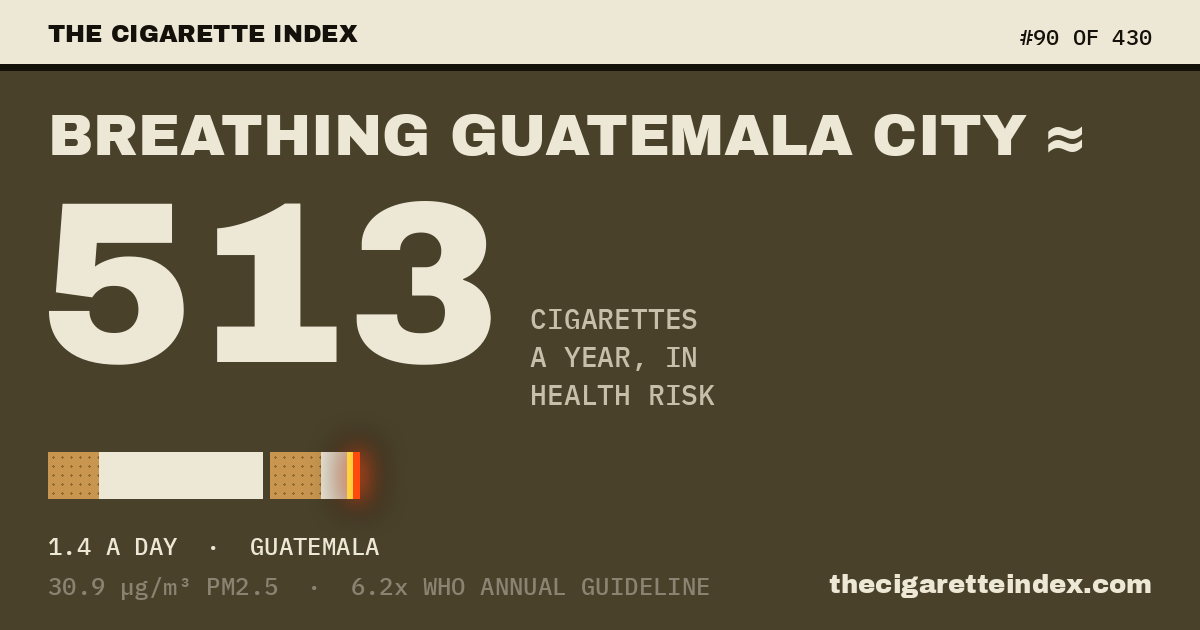 THE CIGARETTE INDEX
#90 OF 430
BREATHING GUATEMALA CITY ≈
513
CIGARETTES
A YEAR, IN
HEALTH RISK
1.4 A DAY · GUATEMALA
30.9 µg/m³ PM2.5 · 6.2x WHO ANNUAL GUIDELINE
thecigaretteindex.com